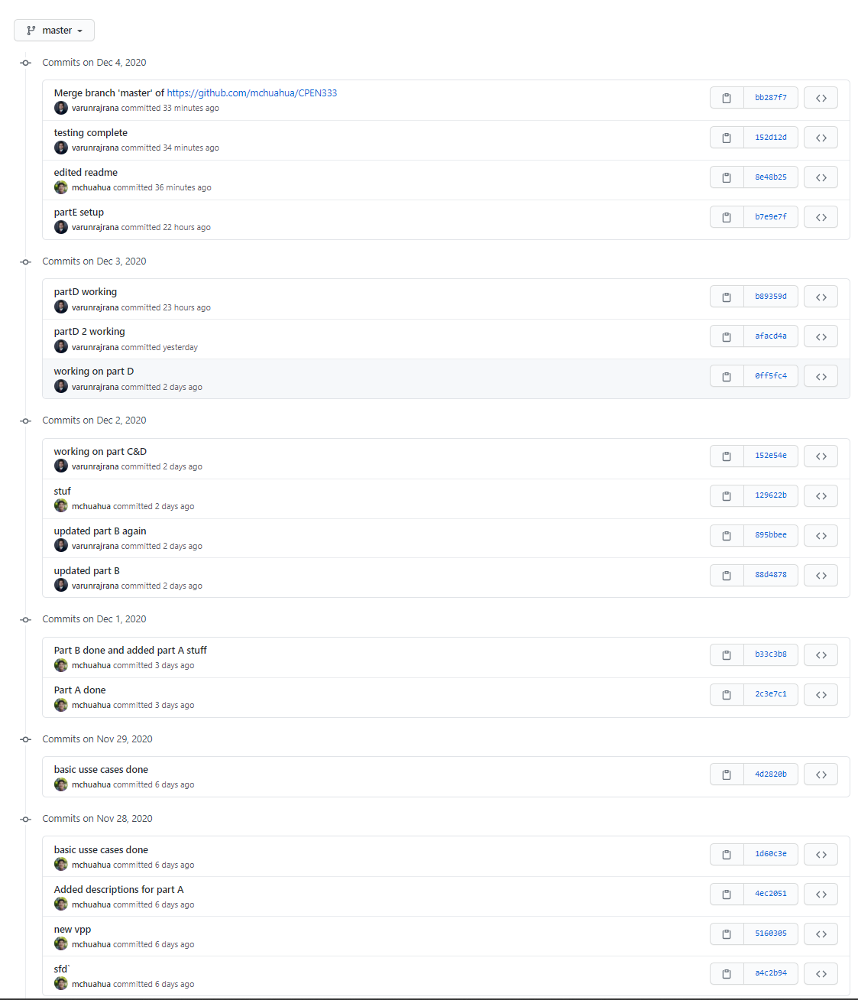 master
Commits on Dec 4, 2020
Merge branch 'master' of https://github.com/mchuahua/CPEN333
bb287f7
varunrajrana committed 33 minutes ago
testing complete
152d12d
varunrajrana committed 34 minutes ago
edited readme
8e48b25
mchuahua committed 36 minutes ago
partE setup
b7e9e7f
varunrajrana committed 22 hours ago
Commits on Dec 3, 2020
partD working
b89359d
varunrajrana committed 23 hours ago
partD 2 working
afacd4a
varunrajrana committed yesterday
working on part D
0ff5fc4
varunrajrana committed 2 days ago
Commits on Dec 2, 2020
working on part C&D
152e54e
varunrajrana committed 2 days ago
stuf
129622b
mchuahua committed 2 days ago
updated part B again
895bbee
varunrajrana committed 2 days ago
updated part B
88d4878
varunrajrana committed 2 days ago
Commits on Dec 1, 2020
Part B done and added part A stuff
b33c3b8
mchuahua committed 3 days ago
Part A done
2c3e7c1
mchuahua committed 3 days ago
Commits on Nov 29, 2020
basic usse cases done
4d2820b
mchuahua committed 6 days ago
Commits on Nov 28, 2020
basic usse cases done
1d60c3e
mchuahua committed 6 days ago
Added descriptions for part A
4ec2051
mchuahua committed 6 days ago
new vpp
5160305
mchuahua committed 6 days ago
sfd`
a4c2b94
mchuahua committed 6 days ago